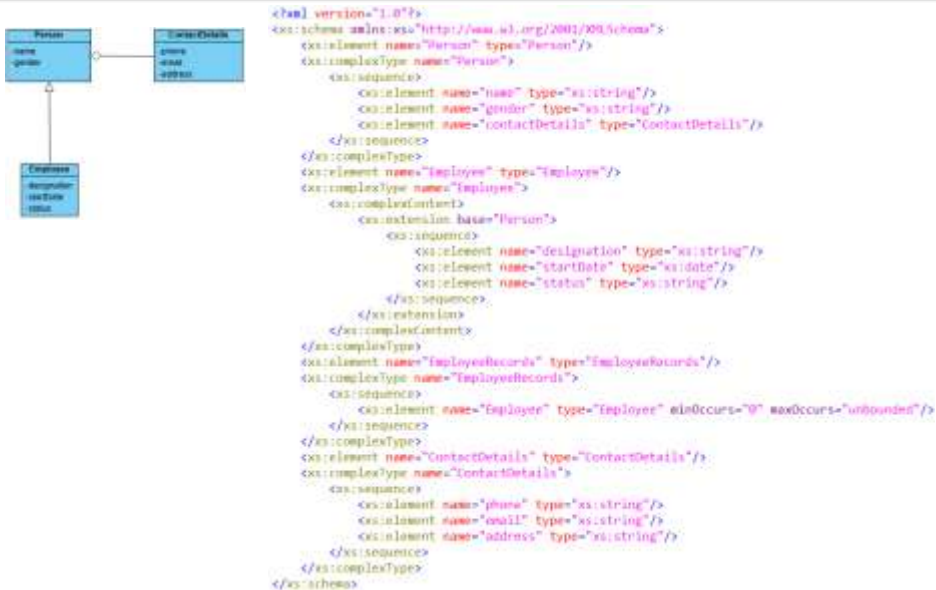 Person
-name
-gender
ContactDetails
-phone
-email
-address
Employee
-designation
-startDate
-status
<?xml version="1.0"?>
<xs:schema xmlns:xs="http://www.w3.org/2001/XMLSchema">
<xs:element name="Person" type="Person"/>
<xs:complexType name="Person">
<xs:sequence>
<xs:element name="name" type="xs:string"/>
<xs:element name="gender" type="xs:string"/>
<xs:element name="contactDetails" type="ContactDetails"/>
</xs:sequence>
</xs:complexType>
<xs:element name="Employee" type="Employee"/>
<xs:complexType name="Employee">
<xs:complexContent>
<xs:extension base="Person">
<xs:sequence>
<xs:element name="designation" type="xs:string"/>
<xs:element name="startDate" type="xs:date"/>
<xs:element name="status" type="xs:string"/>
</xs:sequence>
</xs:extension>
</xs:complexContent>
</xs:complexType>
<xs:element name="EmployeeRecords" type="EmployeeRecords"/>
<xs:complexType name="EmployeeRecords">
<xs:sequence>
<xs:element name="Employee" type="Employee" minOccurs="0" maxOccurs="unbounded"/>
</xs:sequence>
</xs:complexType>
<xs:element name="ContactDetails" type="ContactDetails"/>
<xs:complexType name="ContactDetails">
<xs:sequence>
<xs:element name="phone" type="xs:string"/>
<xs:element name="email" type="xs:string"/>
<xs:element name="address" type="xs:string"/>
</xs:sequence>
</xs:complexType>
</xs:schema>